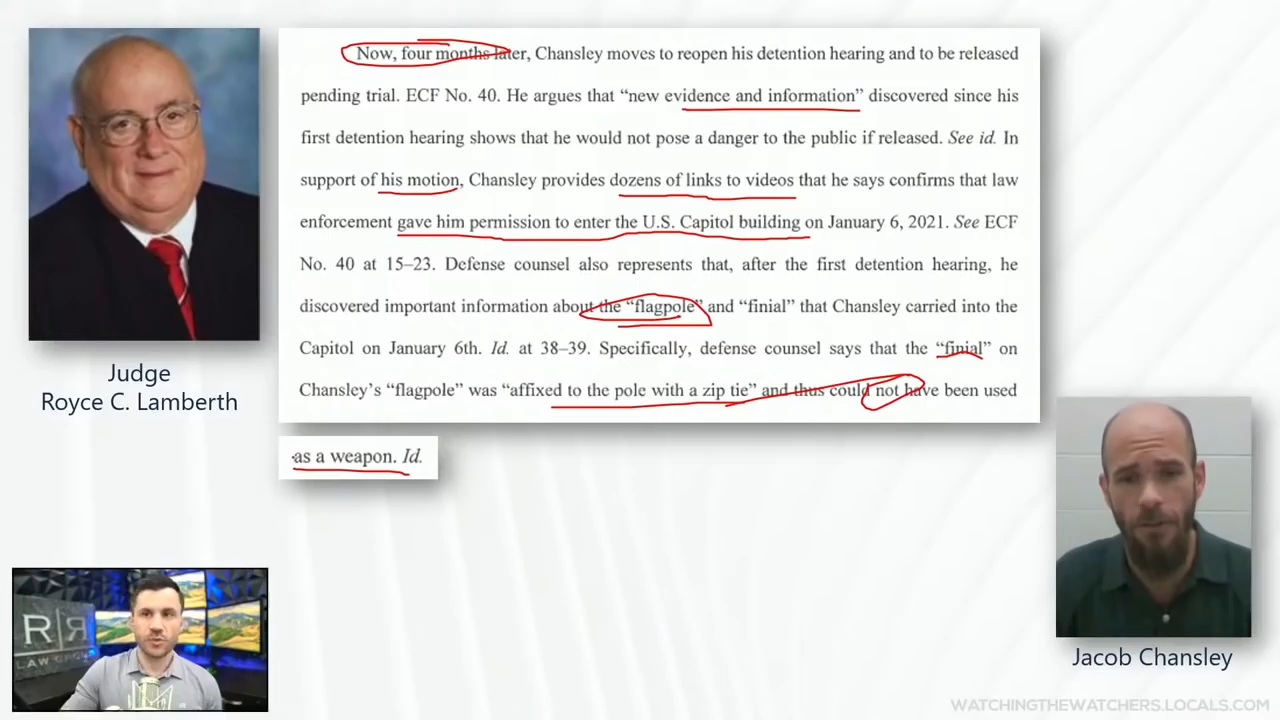 Now, four months later, Chansley moves to reopen his detention hearing and to be released
pending trial. ECF No. 40. He argues that “new evidence and information” discovered since his
first detention hearing shows that he would not pose a danger to the public if released. See id. In
support of his motion, Chansley provides dozens of links to videos that he says confirms that law
enforcement gave him permission to enter the U.S. Capitol building on January 6, 2021. See ECF
No. 40 at 15–23. Defense counsel also represents that, after the first detention hearing, he
discovered important information about the “flagpole” and “finial” that Chansley carried into the
Capitol on January 6th. Id. at 38–39. Specifically, defense counsel says that the “finial” on
Chansley’s “flagpole” was “affixed to the pole with a zip tie” and thus could not have been used
as a weapon. Id.
Judge
Royce C. Lamberth
Jacob Chansley
R|R
LAW GROUP
WATCHINGTHEWATCHERS.LOCALS.COM